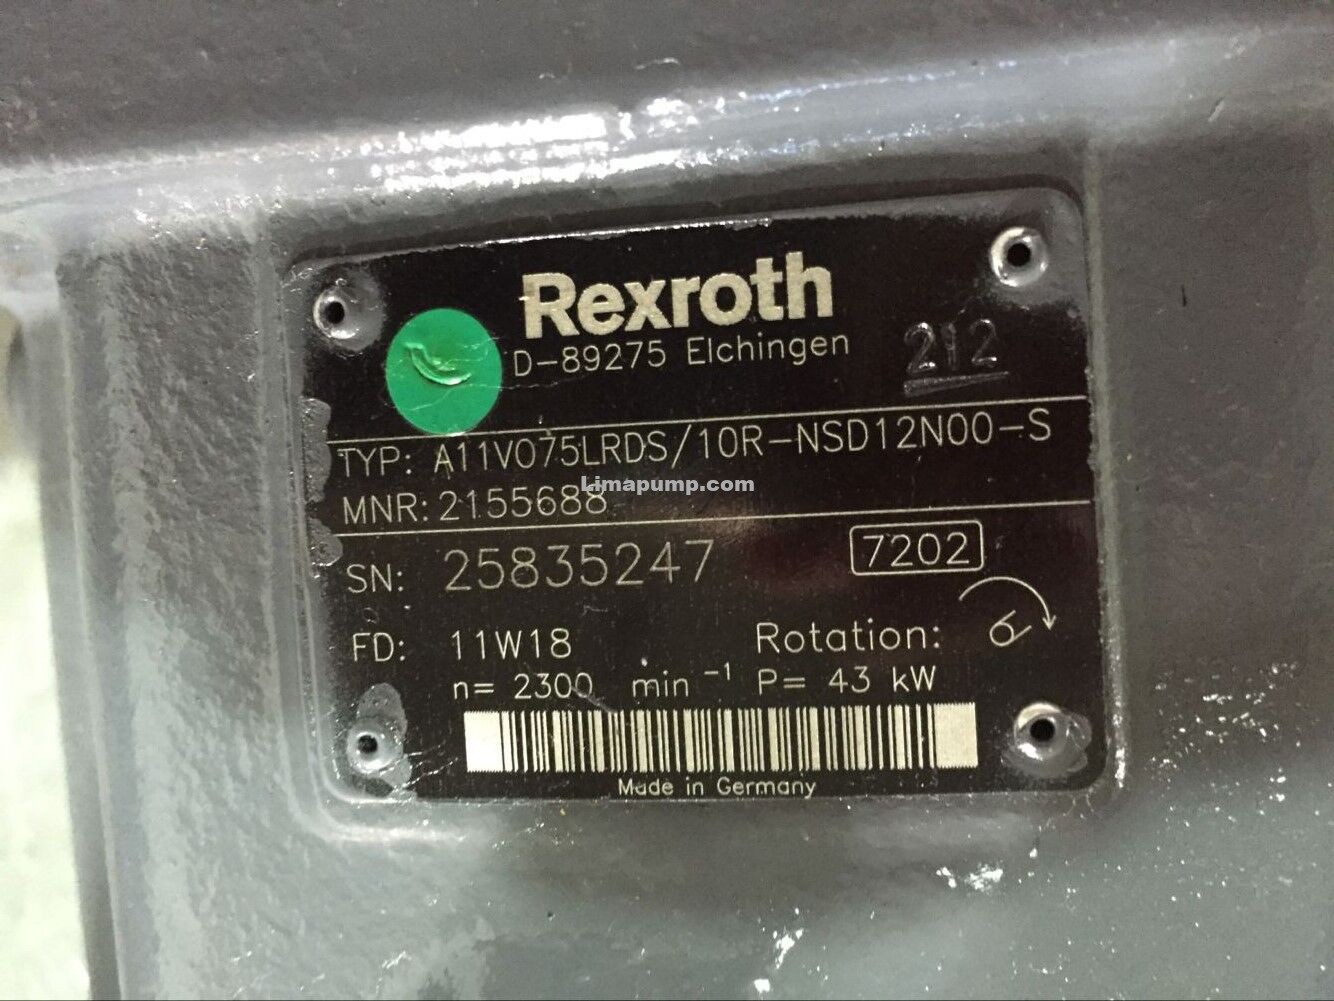 Rexroth
D-89275 Elchingen
212
TYP: A11VO75LRDS/10R-NSD12N00-S
Limapump.com
MNR: 2155688
SN: 25835247
7202
FD: 11W18
Rotation:
n= 2300 min⁻¹ P= 43 kW
Made in Germany